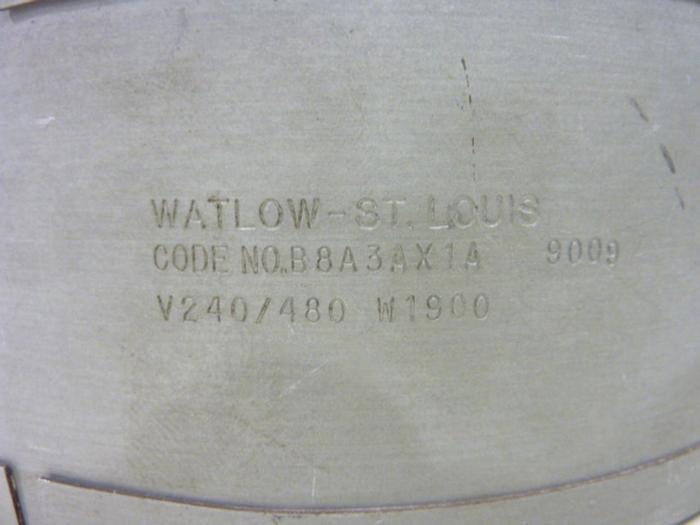 WATLOW-ST. LOUIS
CODE NO. B8A3AX1A 9009
V240/480 W1900